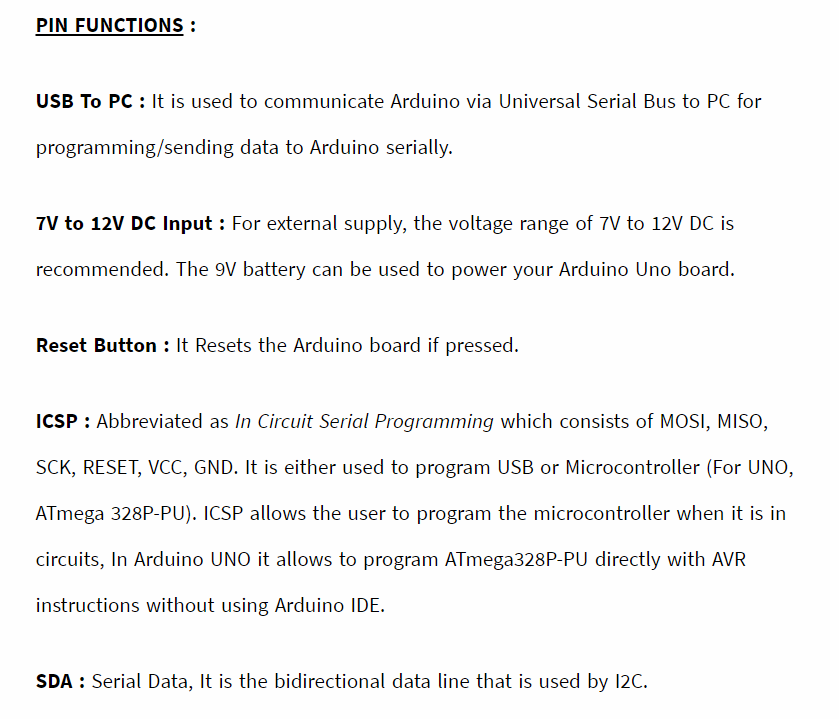 PIN FUNCTIONS :
USB To PC : It is used to communicate Arduino via Universal Serial Bus to PC for
programming/sending data to Arduino serially.
7V to 12V DC Input : For external supply, the voltage range of 7V to 12V DC is
recommended. The 9V battery can be used to power your Arduino Uno board.
Reset Button : It Resets the Arduino board if pressed.
ICSP : Abbreviated as In Circuit Serial Programming which consists of MOSI, MISO,
SCK, RESET, VCC, GND. It is either used to program USB or Microcontroller (For UNO,
ATmega 328P-PU). ICSP allows the user to program the microcontroller when it is in
circuits, In Arduino UNO it allows to program ATmega328P-PU directly with AVR
instructions without using Arduino IDE.
SDA : Serial Data, It is the bidirectional data line that is used by I2C.